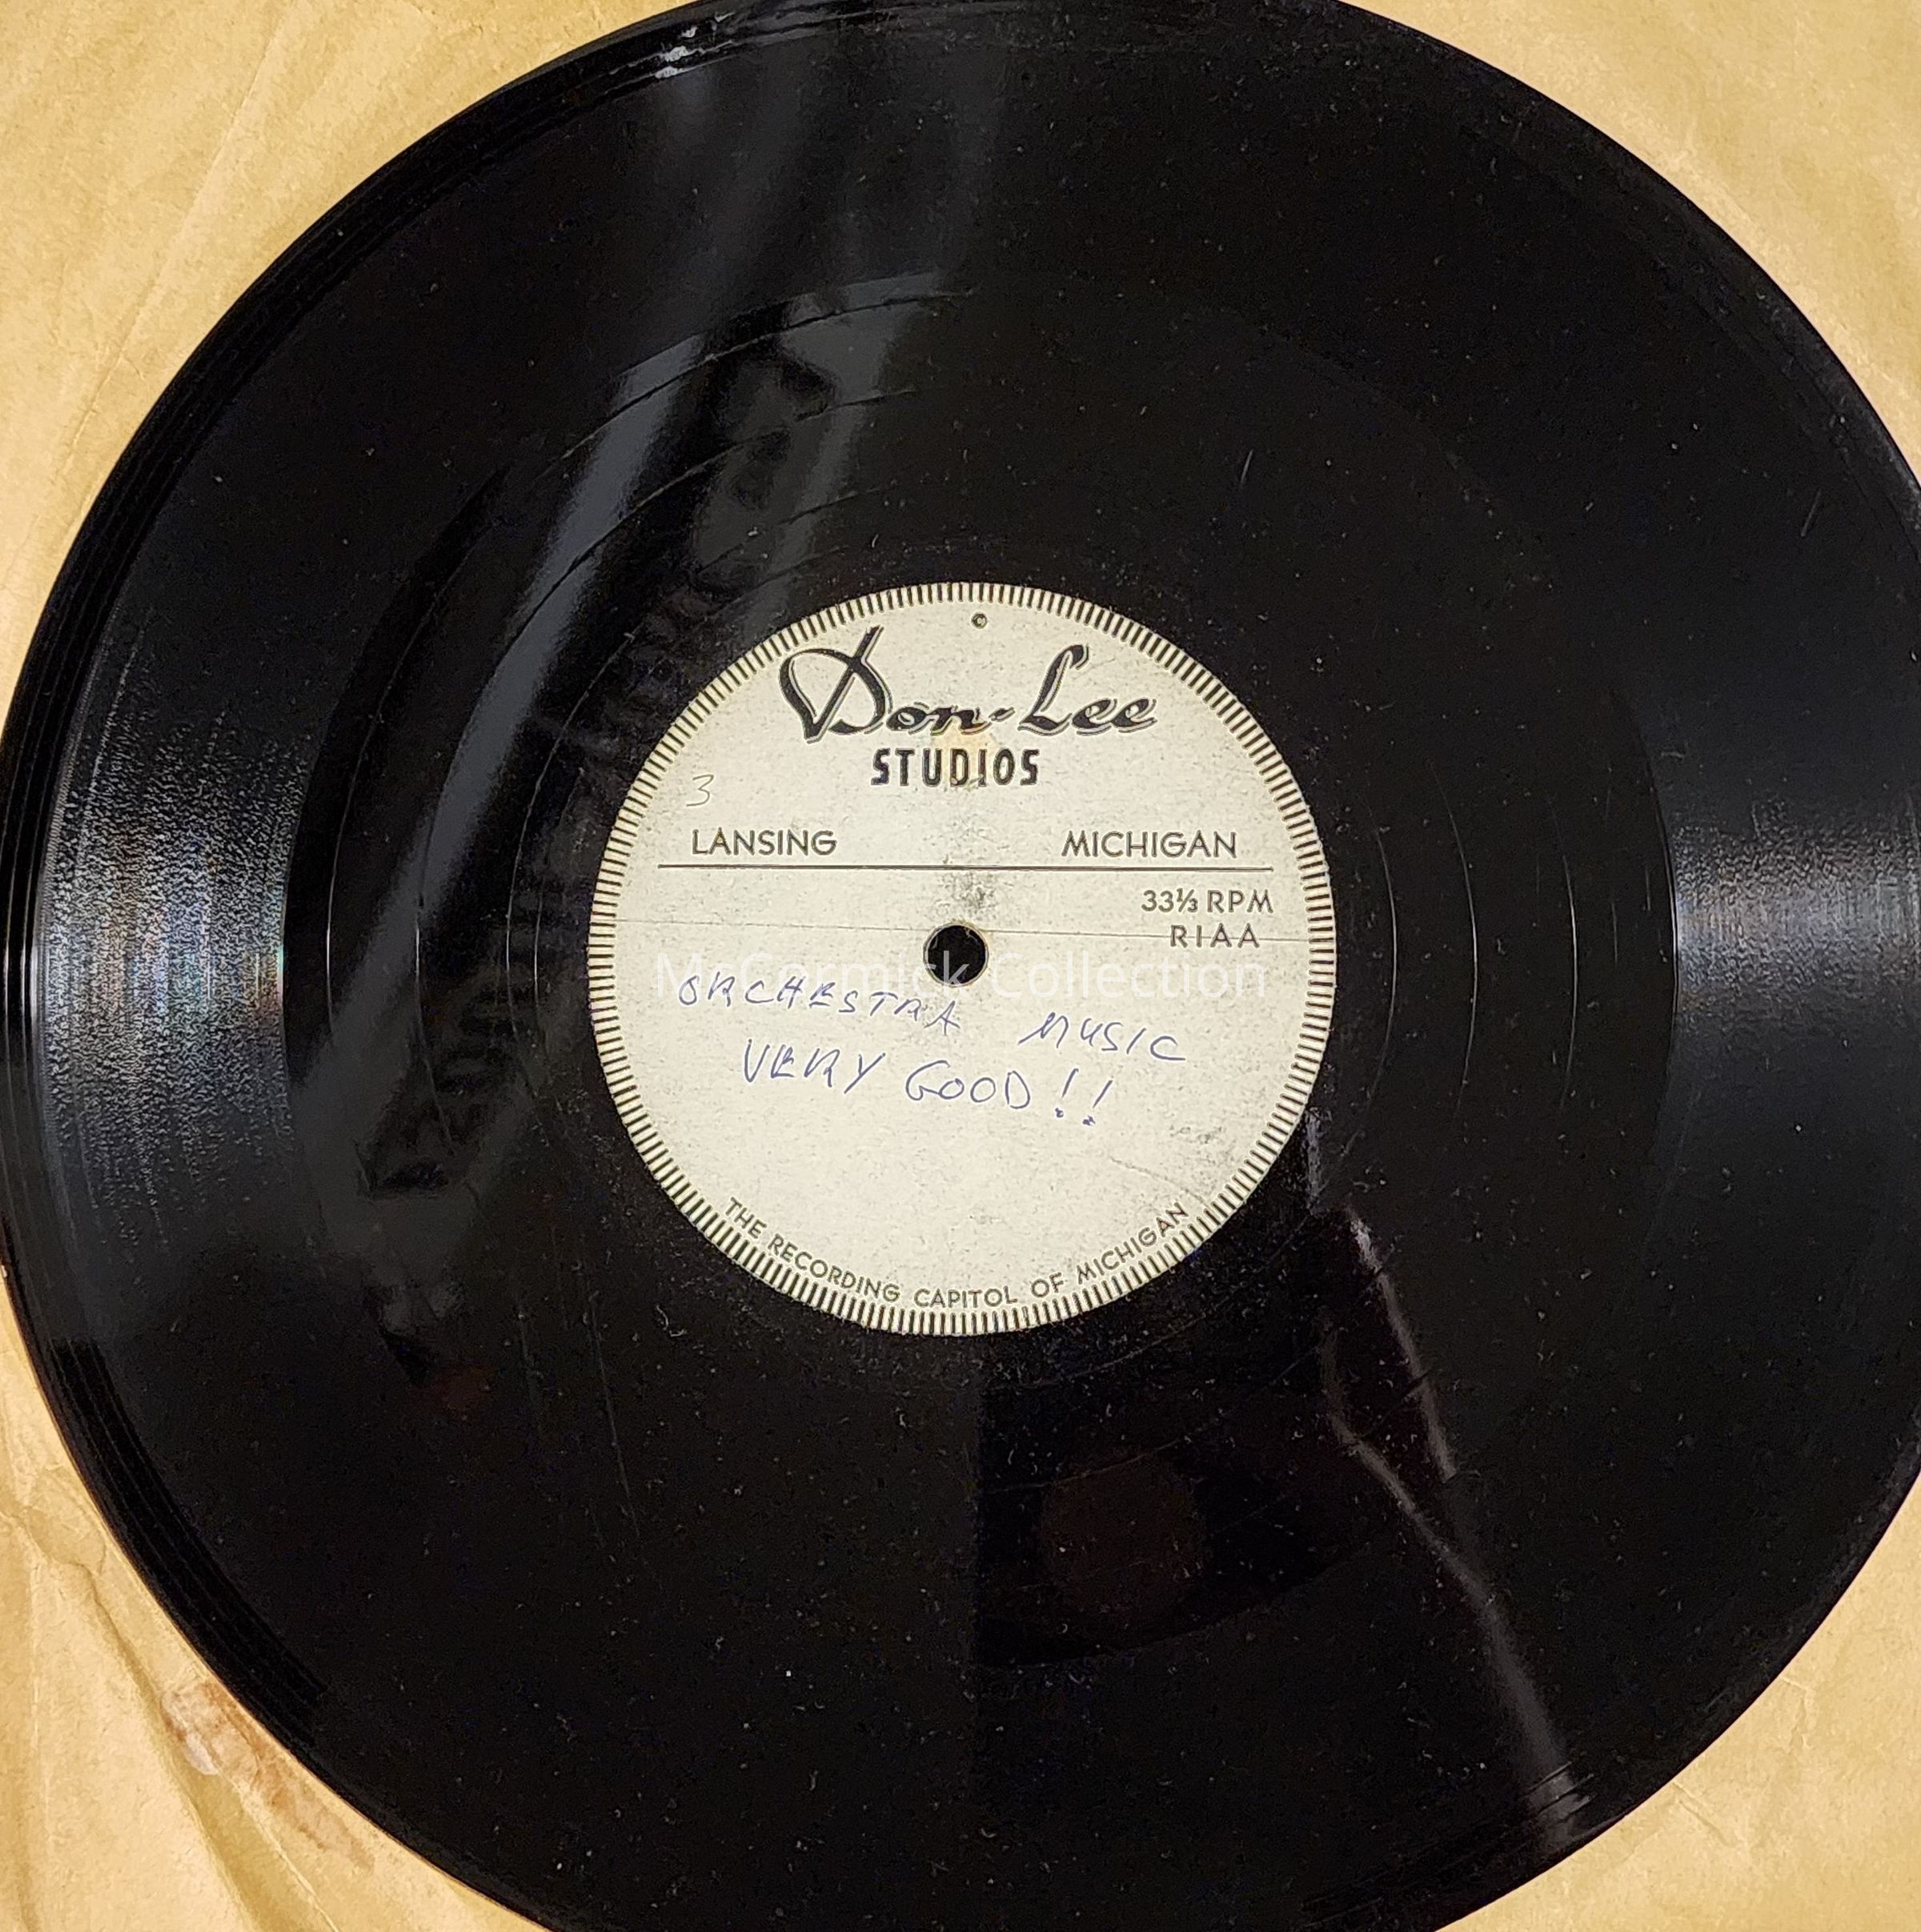 Don-Lee
STUDIOS
3
LANSING MICHIGAN
33⅓ RPM
RIAA
McCormick Collection
ORCHESTRA MUSIC
VERY GOOD!!
THE RECORDING CAPITOL OF MICHIGAN